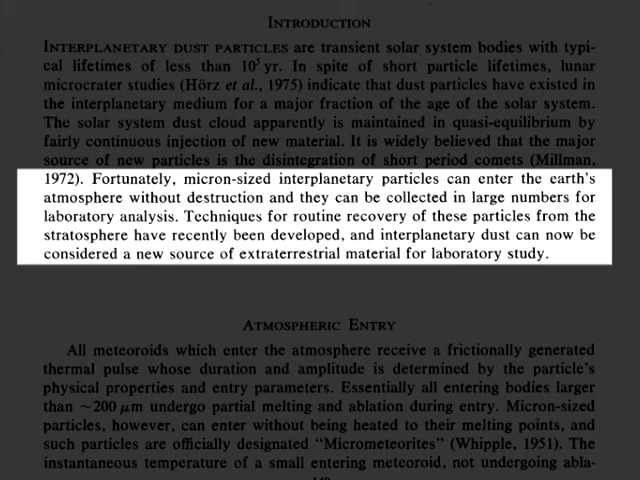 INTRODUCTION
INTERPLANETARY DUST PARTICLES are transient solar system bodies with typi-
cal lifetimes of less than 10⁵ yr. In spite of short particle lifetimes, lunar
microcrater studies (Hörz et al., 1975) indicate that dust particles have existed in
the interplanetary medium for a major fraction of the age of the solar system.
The solar system dust cloud apparently is maintained in quasi-equilibrium by
fairly continuous injection of new material. It is widely believed that the major
source of new particles is the disintegration of short period comets (Millman,
1972). Fortunately, micron-sized interplanetary particles can enter the earth's
atmosphere without destruction and they can be collected in large numbers for
laboratory analysis. Techniques for routine recovery of these particles from the
stratosphere have recently been developed, and interplanetary dust can now be
considered a new source of extraterrestrial material for laboratory study.
ATMOSPHERIC ENTRY
All meteoroids which enter the atmosphere receive a frictionally generated
thermal pulse whose duration and amplitude is determined by the particle's
physical properties and entry parameters. Essentially all entering bodies larger
than ~200 μm undergo partial melting and ablation during entry. Micron-sized
particles, however, can enter without being heated to their melting points, and
such particles are officially designated "Micrometeorites" (Whipple, 1951). The
instantaneous temperature of a small entering meteoroid, not undergoing abla-